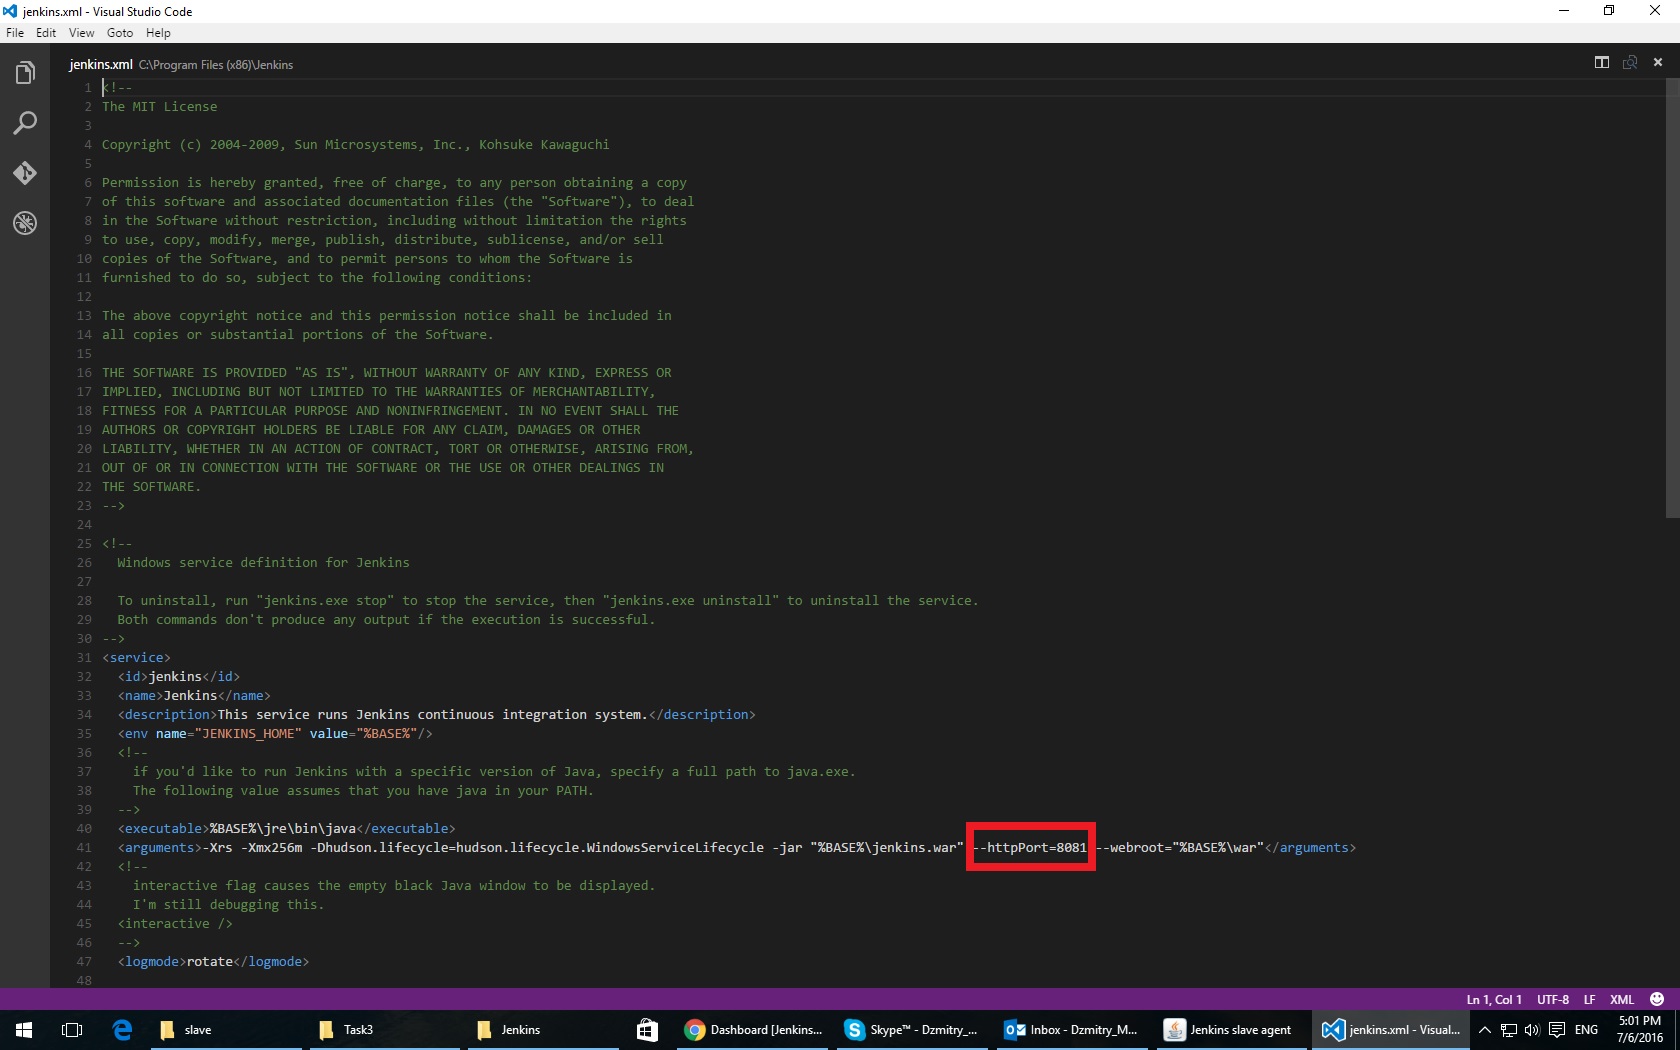 jenkins.xml - Visual Studio Code
File Edit View Goto Help
jenkins.xml C:\Program Files (x86)\Jenkins
1 <!--
2 The MIT License
3
4 Copyright (c) 2004-2009, Sun Microsystems, Inc., Kohsuke Kawaguchi
5
6 Permission is hereby granted, free of charge, to any person obtaining a copy
7 of this software and associated documentation files (the "Software"), to deal
8 in the Software without restriction, including without limitation the rights
9 to use, copy, modify, merge, publish, distribute, sublicense, and/or sell
10 copies of the Software, and to permit persons to whom the Software is
11 furnished to do so, subject to the following conditions:
12
13 The above copyright notice and this permission notice shall be included in
14 all copies or substantial portions of the Software.
15
16 THE SOFTWARE IS PROVIDED "AS IS", WITHOUT WARRANTY OF ANY KIND, EXPRESS OR
17 IMPLIED, INCLUDING BUT NOT LIMITED TO THE WARRANTIES OF MERCHANTABILITY,
18 FITNESS FOR A PARTICULAR PURPOSE AND NONINFRINGEMENT. IN NO EVENT SHALL THE
19 AUTHORS OR COPYRIGHT HOLDERS BE LIABLE FOR ANY CLAIM, DAMAGES OR OTHER
20 LIABILITY, WHETHER IN AN ACTION OF CONTRACT, TORT OR OTHERWISE, ARISING FROM,
21 OUT OF OR IN CONNECTION WITH THE SOFTWARE OR THE USE OR OTHER DEALINGS IN
22 THE SOFTWARE.
23 -->
24
25 <!--
26 Windows service definition for Jenkins
27
28 To uninstall, run "jenkins.exe stop" to stop the service, then "jenkins.exe uninstall" to uninstall the service.
29 Both commands don't produce any output if the execution is successful.
30 -->
31 <service>
32 <id>jenkins</id>
33 <name>Jenkins</name>
34 <description>This service runs Jenkins continuous integration system.</description>
35 <env name="JENKINS_HOME" value="%BASE%"/>
36 <!--
37 if you'd like to run Jenkins with a specific version of Java, specify a full path to java.exe.
38 The following value assumes that you have java in your PATH.
39 -->
40 <executable>%BASE%\jre\bin\java</executable>
41 <arguments>-Xrs -Xmx256m -Dhudson.lifecycle=hudson.lifecycle.WindowsServiceLifecycle -jar "%BASE%\jenkins.war" --httpPort=8081 --webroot="%BASE%\war"</arguments>
42 <!--
43 interactive flag causes the empty black Java window to be displayed.
44 I'm still debugging this.
45 <interactive />
46 -->
47 <logmode>rotate</logmode>
48
Ln 1, Col 1 UTF-8 LF XML
slave Task3 Jenkins Dashboard [Jenkins... Skype™ - Dzmitry_... Inbox - Dzmitry_M... Jenkins slave agent jenkins.xml - Visual... ENG 5:01 PM
7/6/2016